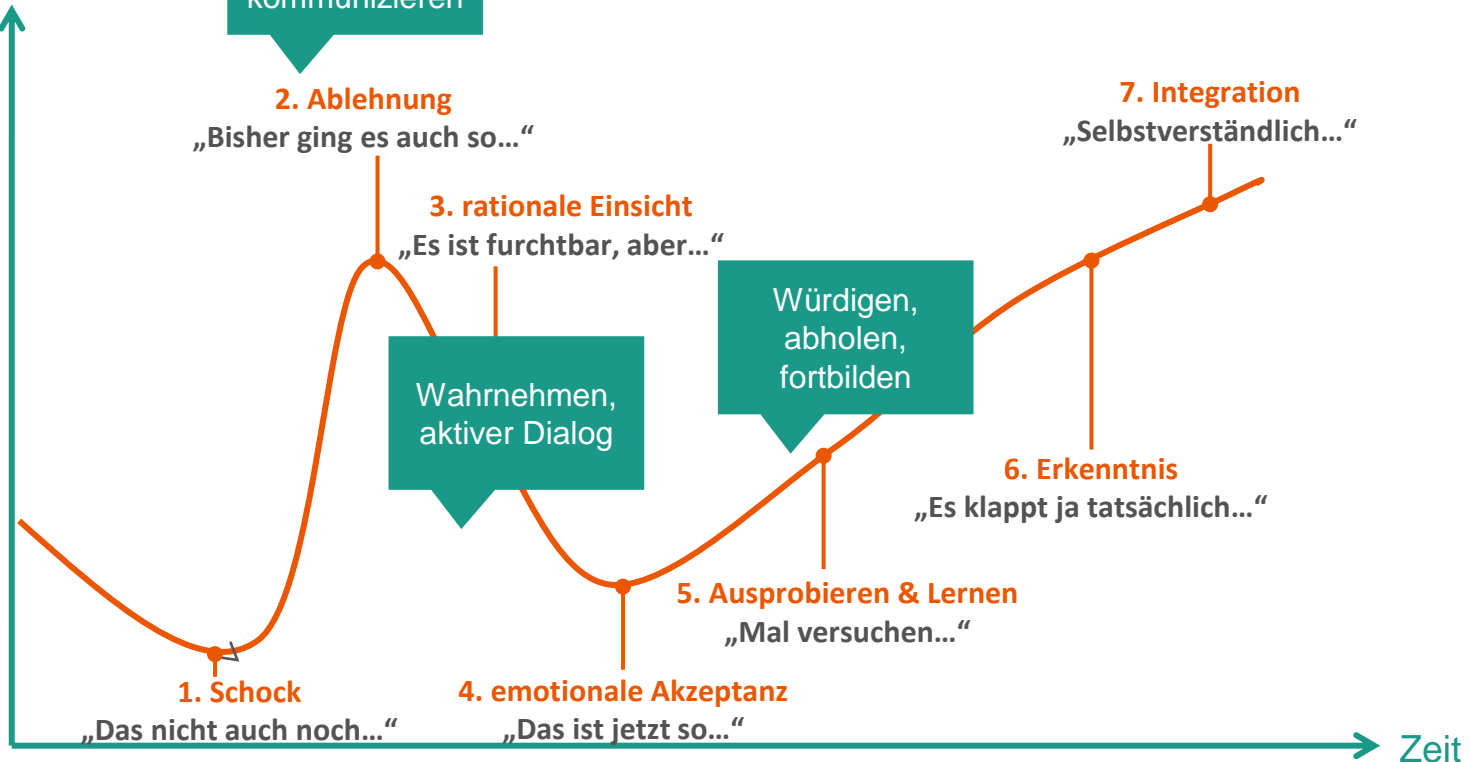 kommunizieren
2. Ablehnung
„Bisher ging es auch so…“
7. Integration
„Selbstverständlich…“
3. rationale Einsicht
„Es ist furchtbar, aber…“
Würdigen,
abholen,
fortbilden
Wahrnehmen,
aktiver Dialog
6. Erkenntnis
„Es klappt ja tatsächlich…“
5. Ausprobieren & Lernen
„Mal versuchen…“
1. Schock
„Das nicht auch noch…“
4. emotionale Akzeptanz
„Das ist jetzt so…“
Zeit